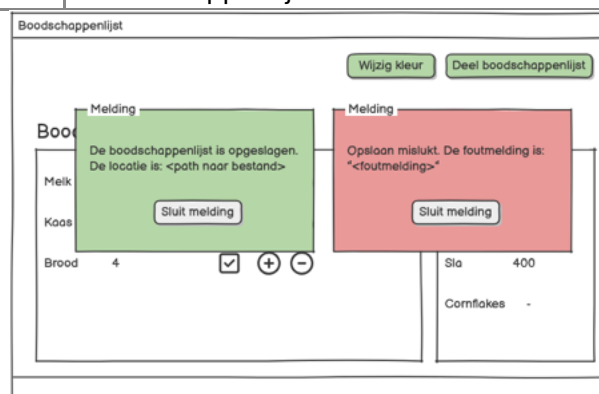 Boodschappenlijst
Wijzig kleur
Deel boodschappenlijst
Melding
De boodschappenlijst is opgeslagen.
De locatie is: <path naar bestand>
Sluit melding
Melding
Opslaan mislukt. De foutmelding is:
"<foutmelding>"
Sluit melding
Melk
Kaas
Brood 4
Sla 400
Cornflakes -